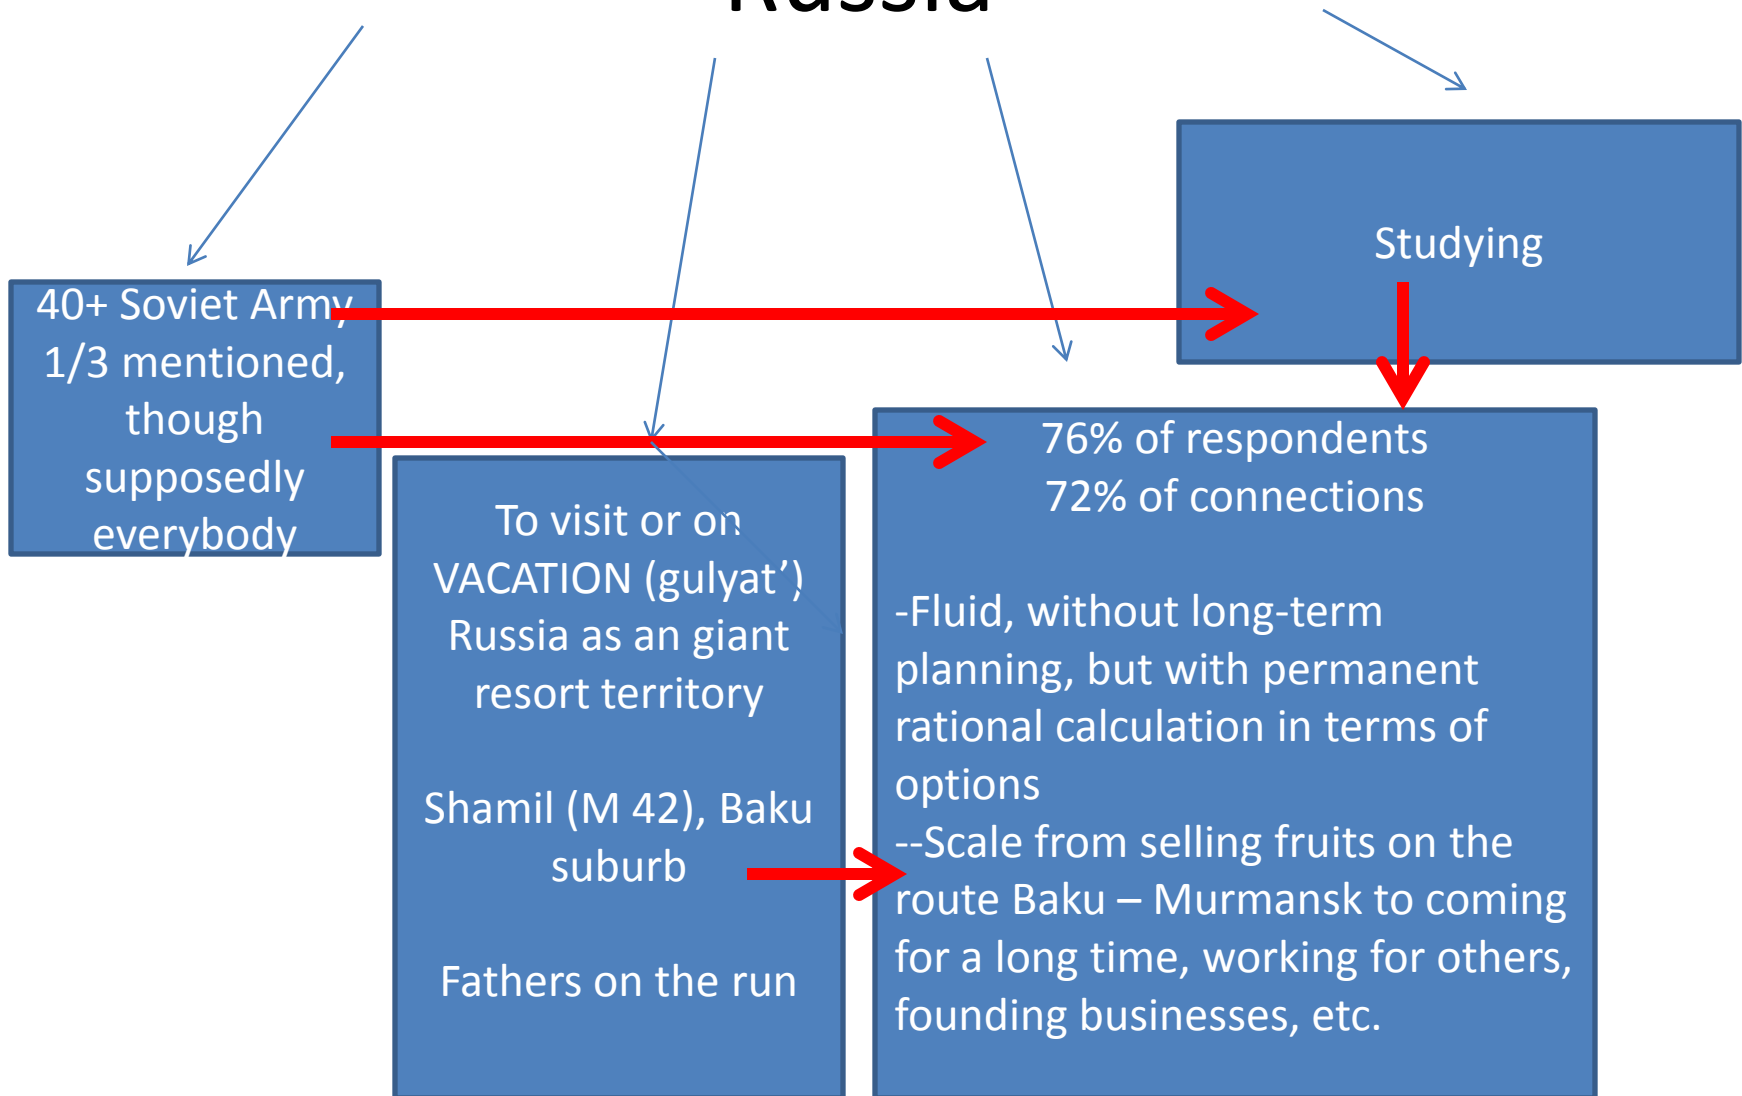 Russia
Studying
40+ Soviet Army
1/3 mentioned,
though
supposedly
everybody
To visit or on
VACATION (gulyat’)
Russia as an giant
resort territory
Shamil (M 42), Baku
suburb
Fathers on the run
76% of respondents
72% of connections
-Fluid, without long-term
planning, but with permanent
rational calculation in terms of
options
--Scale from selling fruits on the
route Baku – Murmansk to coming
for a long time, working for others,
founding businesses, etc.